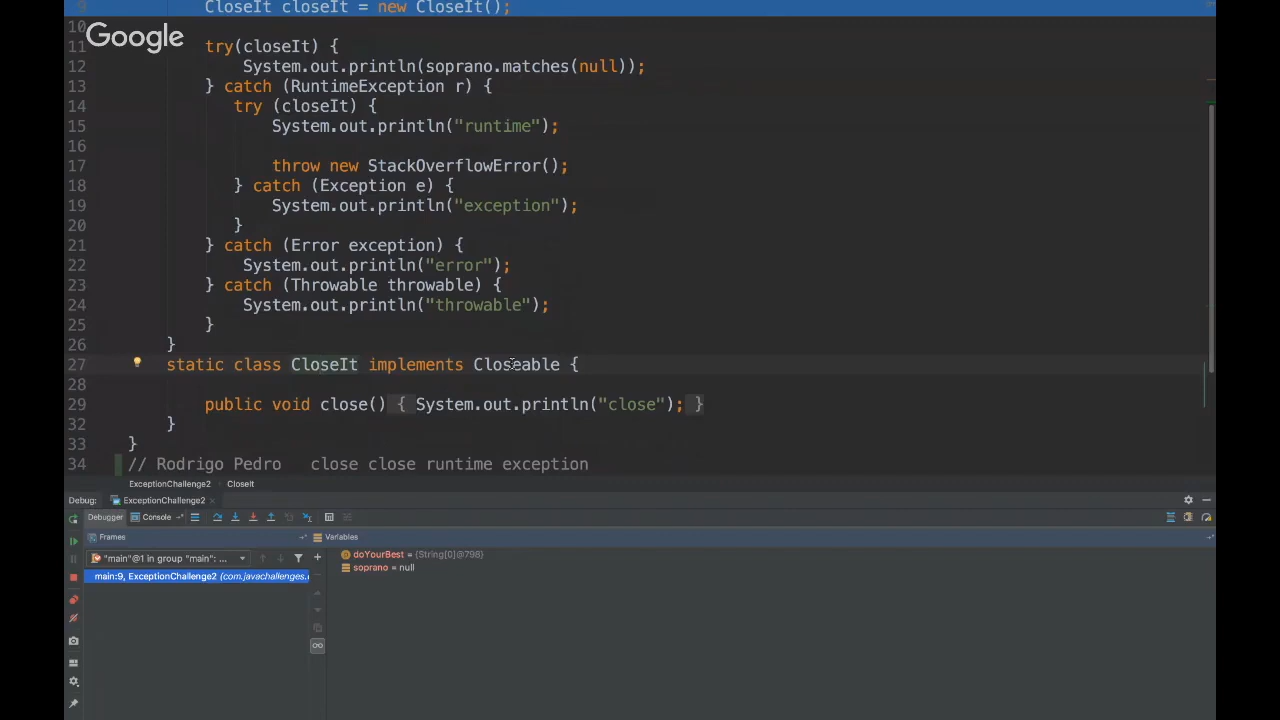 9 CloseIt closeIt = new CloseIt();
10
Google
11 try(closeIt) {
12 System.out.println(soprano.matches(null));
13 } catch (RuntimeException r) {
14 try (closeIt) {
15 System.out.println("runtime");
16
17 throw new StackOverflowError();
18 } catch (Exception e) {
19 System.out.println("exception");
20 }
21 } catch (Error exception) {
22 System.out.println("error");
23 } catch (Throwable throwable) {
24 System.out.println("throwable");
25 }
26 }
27 static class CloseIt implements Closeable {
28
29 public void close() { System.out.println("close"); }
32 }
33 }
34 // Rodrigo Pedro close close runtime exception
ExceptionChallenge2 CloseIt
Debug: ExceptionChallenge2
Debugger Console
Frames Variables
"main"@1 in group "main": ...
main:9, ExceptionChallenge2 (com.javachallenges.
doYourBest = {String[0]@798}
soprano = null